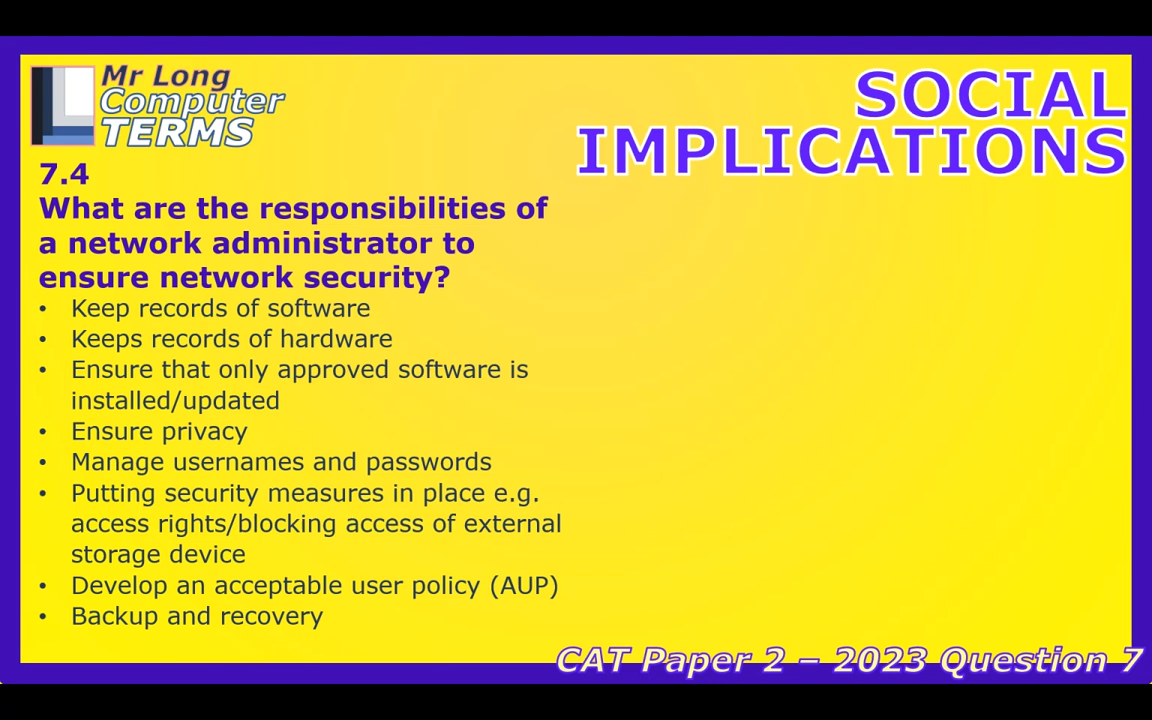 Mr Long
Computer
TERMS
SOCIAL
IMPLICATIONS
7.4
What are the responsibilities of
a network administrator to
ensure network security?
• Keep records of software
• Keeps records of hardware
• Ensure that only approved software is
installed/updated
• Ensure privacy
• Manage usernames and passwords
• Putting security measures in place e.g.
access rights/blocking access of external
storage device
• Develop an acceptable user policy (AUP)
• Backup and recovery
CAT Paper 2 – 2023 Question 7